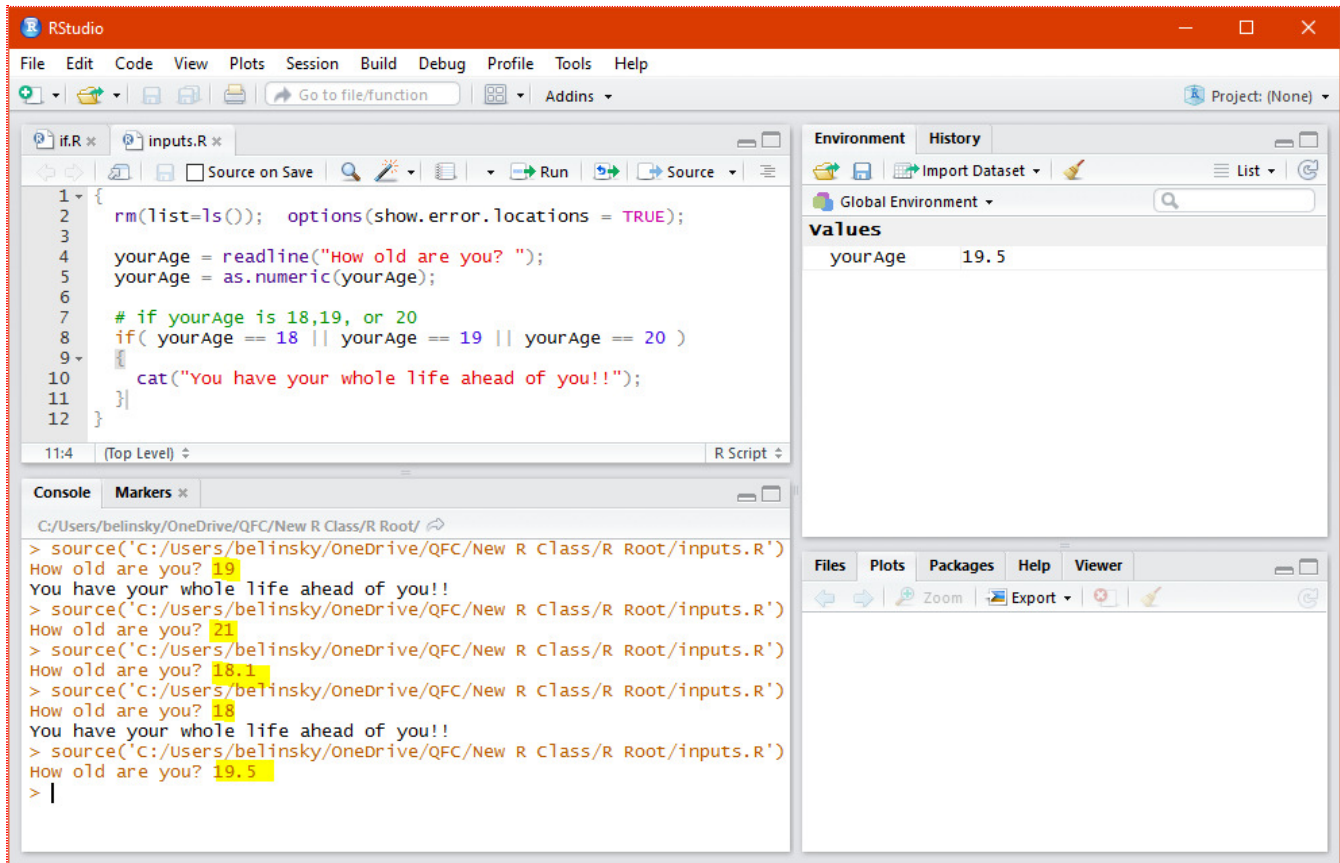 RStudio
File Edit Code View Plots Session Build Debug Profile Tools Help
Go to file/function Addins Project: (None)
if.R inputs.R
Source on Save Run Source
1 {
2 rm(list=ls()); options(show.error.locations = TRUE);
3
4 yourAge = readline("How old are you? ");
5 yourAge = as.numeric(yourAge);
6
7 # if yourAge is 18,19, or 20
8 if( yourAge == 18 || yourAge == 19 || yourAge == 20 )
9 {
10 cat("You have your whole life ahead of you!!");
11 }
12 }
11:4 (Top Level) R Script
Console Markers
C:/Users/belinsky/OneDrive/QFC/New R Class/R Root/
> source('C:/Users/belinsky/OneDrive/QFC/New R Class/R Root/inputs.R')
How old are you? 19
You have your whole life ahead of you!!
> source('C:/Users/belinsky/OneDrive/QFC/New R Class/R Root/inputs.R')
How old are you? 21
> source('C:/Users/belinsky/OneDrive/QFC/New R Class/R Root/inputs.R')
How old are you? 18.1
> source('C:/Users/belinsky/OneDrive/QFC/New R Class/R Root/inputs.R')
How old are you? 18
You have your whole life ahead of you!!
> source('C:/Users/belinsky/OneDrive/QFC/New R Class/R Root/inputs.R')
How old are you? 19.5
>
Environment History
Import Dataset List
Global Environment
Values
yourAge 19.5
Files Plots Packages Help Viewer
Zoom Export